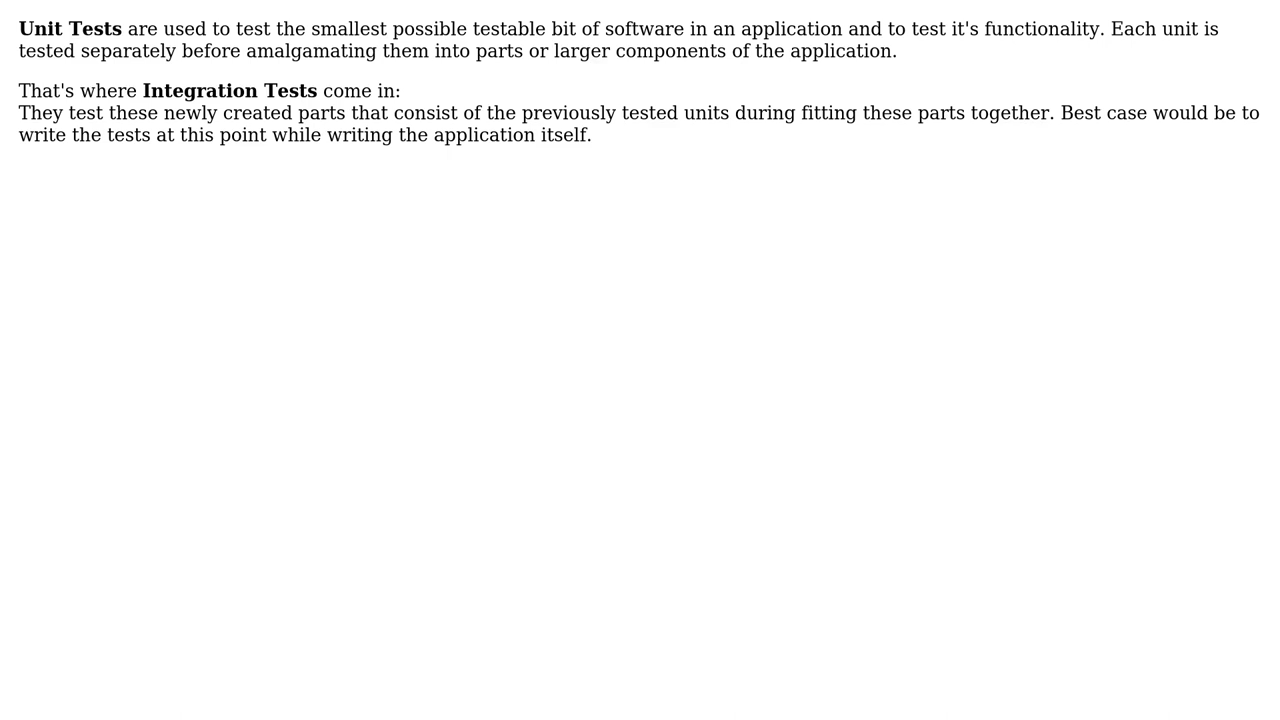 Unit Tests are used to test the smallest possible testable bit of software in an application and to test it's functionality. Each unit is
tested separately before amalgamating them into parts or larger components of the application.
That's where Integration Tests come in:
They test these newly created parts that consist of the previously tested units during fitting these parts together. Best case would be to
write the tests at this point while writing the application itself.